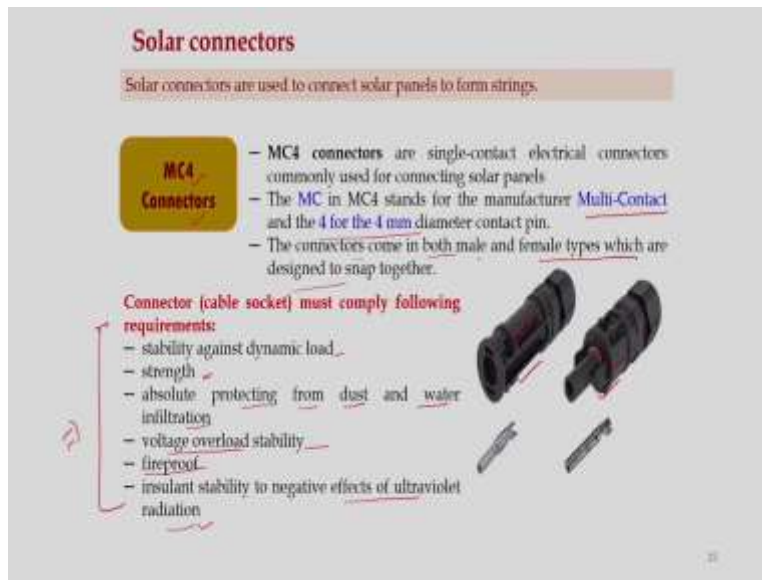 Solar connectors
Solar connectors are used to connect solar panels to form strings.
MC4
Connectors
– MC4 connectors are single-contact electrical connectors
commonly used for connecting solar panels
– The MC in MC4 stands for the manufacturer Multi-Contact
and the 4 for the 4 mm diameter contact pin.
– The connectors come in both male and female types which are
designed to snap together.
Connector (cable socket) must comply following
requirements:
– stability against dynamic load
– strength
– absolute protecting from dust and water
infiltration
– voltage overload stability
– fireproof
– insulant stability to negative effects of ultraviolet
radiation